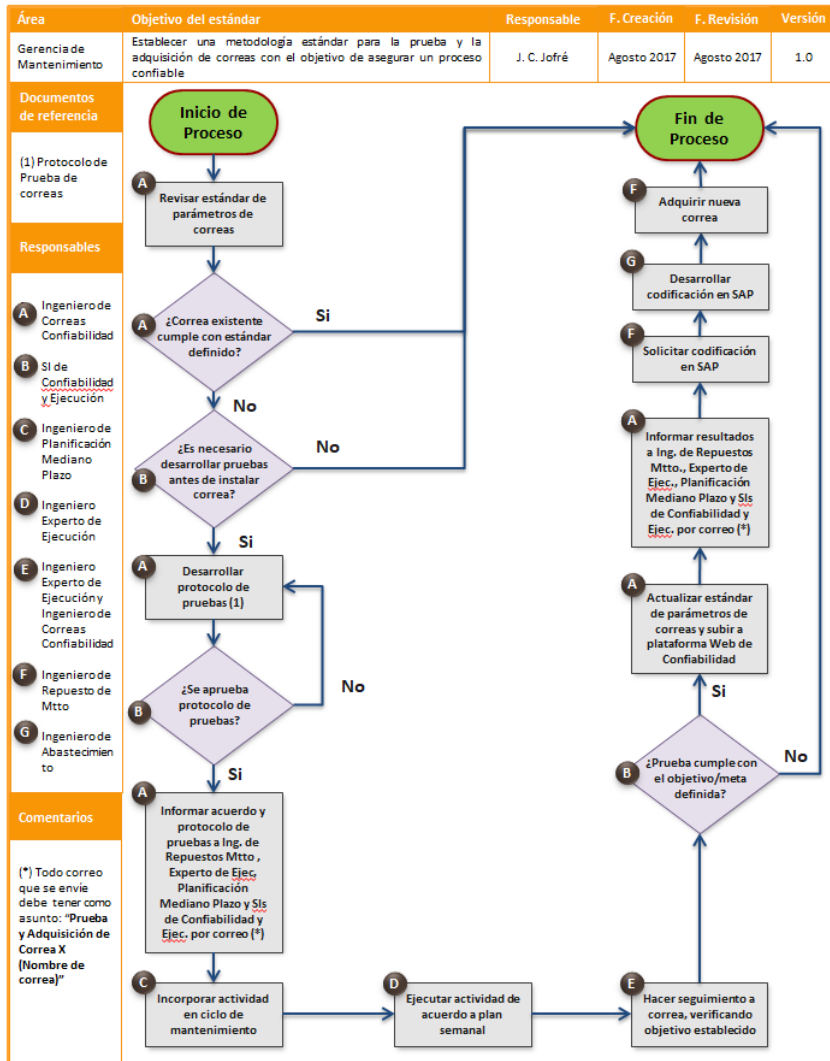 Área
Objetivo del estándar
Responsable
F. Creación
F. Revisión
Versión
Gerencia de
Mantenimiento
Establecer una metodología estándar para la prueba y la
adquisición de correas con el objetivo de asegurar un proceso
confiable
J. C. Jofré
Agosto 2017
Agosto 2017
1.0
Documentos
de referencia
(1) Protocolo de
Prueba de
correas
Responsables
A
Ingeniero de
Correas
Confiabilidad
B
SI de
Confiabilidad
y Ejecución
C
Ingeniero de
Planificación
Mediano
Plazo
D
Ingeniero
Experto de
Ejecución
E
Ingeniero
Experto de
Ejecución y
Ingeniero de
Correas
Confiabilidad
F
Ingeniero de
Repuesto de
Mtto
G
Ingeniero de
Abastecimien
to
Comentarios
(*) Todo correo
que se envíe
debe tener como
asunto: "Prueba
y Adquisición de
Correa X
(Nombre de
correa)"
Inicio de
Proceso
A
Revisar estándar de
parámetros de
correas
A
¿Correa existente
cumple con estándar
definido?
Si
No
B
¿Es necesario
desarrollar pruebas
antes de instalar
correa?
No
Si
A
Desarrollar
protocolo de
pruebas (1)
B
¿Se aprueba
protocolo de
pruebas?
No
Si
A
Informar acuerdo y
protocolo de
pruebas a Ing. de
Repuestos Mtto ,
Experto de Ejec,
Planificación
Mediano Plazo y SIs
de Confiabilidad y
Ejec. por correo (*)
C
Incorporar actividad
en ciclo de
mantenimiento
D
Ejecutar actividad de
acuerdo a plan
semanal
E
Hacer seguimiento a
correa, verificando
objetivo establecido
B
¿Prueba cumple con
el objetivo/meta
definida?
No
Si
A
Actualizar estándar
de parámetros de
correas y subir a
plataforma Web de
Confiabilidad
A
Informar resultados
a Ing. de Repuestos
Mtto., Experto de
Ejec., Planificación
Mediano Plazo y SIs
de Confiabilidad y
Ejec. por correo (*)
F
Solicitar codificación
en SAP
G
Desarrollar
codificación en SAP
F
Adquirir nueva
correa
Fin de
Proceso